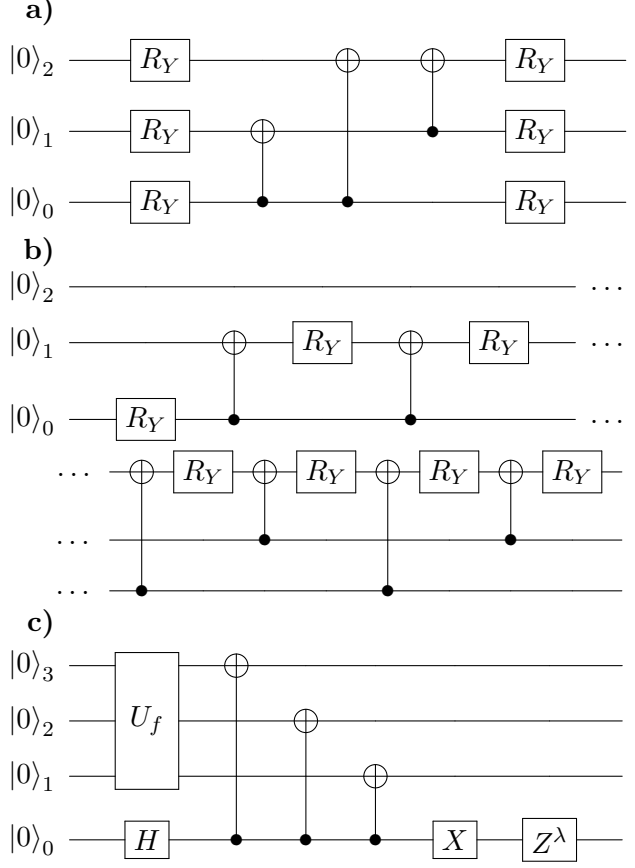 a)
|0⟩₂ R_Y R_Y
|0⟩₁ R_Y R_Y
|0⟩₀ R_Y R_Y
b)
|0⟩₂ ...
|0⟩₁ R_Y R_Y ...
|0⟩₀ R_Y ...
... R_Y R_Y R_Y R_Y
...
...
c)
|0⟩₃
|0⟩₂ U_f
|0⟩₁
|0⟩₀ H X Z^λ